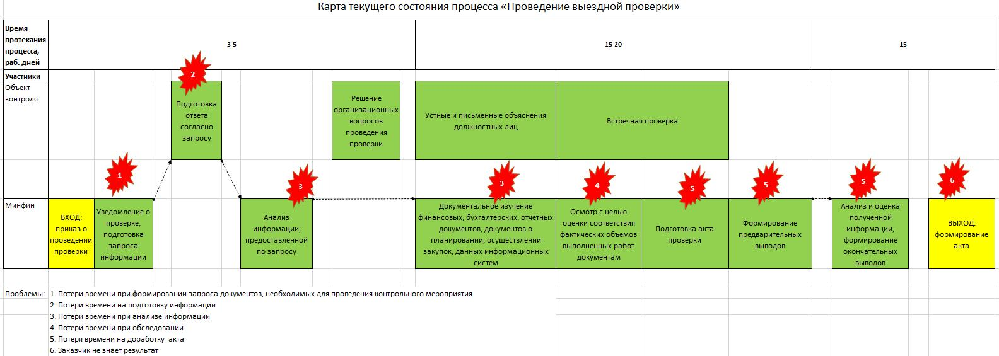 Карта текущего состояния процесса «Проведение выездной проверки»
Время
протекания
процесса,
раб. дней
3-5
15-20
15
Участники
Объект
контроля
2
Подготовка
ответа
согласно
запросу
Решение
организационных
вопросов
проведения
проверки
Устные и письменные объяснения
должностных лиц
Встречная проверка
1
3
3
4
5
5
5
6
Минфин
ВХОД:
приказ о
проведении
проверки
Уведомление о
проверке,
подготовка
запроса
информации
Анализ
информации,
предоставленной
по запросу
Документальное изучение
финансовых, бухгалтерских, отчетных
документов, документов о
планировании, осуществлении
закупок, данных информационных
систем
Осмотр с целью
оценки соответствия
фактических объемов
выполненных работ
документам
Подготовка акта
проверки
Формирование
предварительных
выводов
Анализ и оценка
полученной
информации,
формирование
окончательных
выводов
ВЫХОД:
формирование
акта
Проблемы:
1. Потери времени при формировании запроса документов, необходимых для проведения контрольного мероприятия
2. Потери времени на подготовку информации
3. Потери времени при анализе информации
4. Потери времени при обследовании
5. Потеря времени на доработку акта
6. Заказчик не знает результат